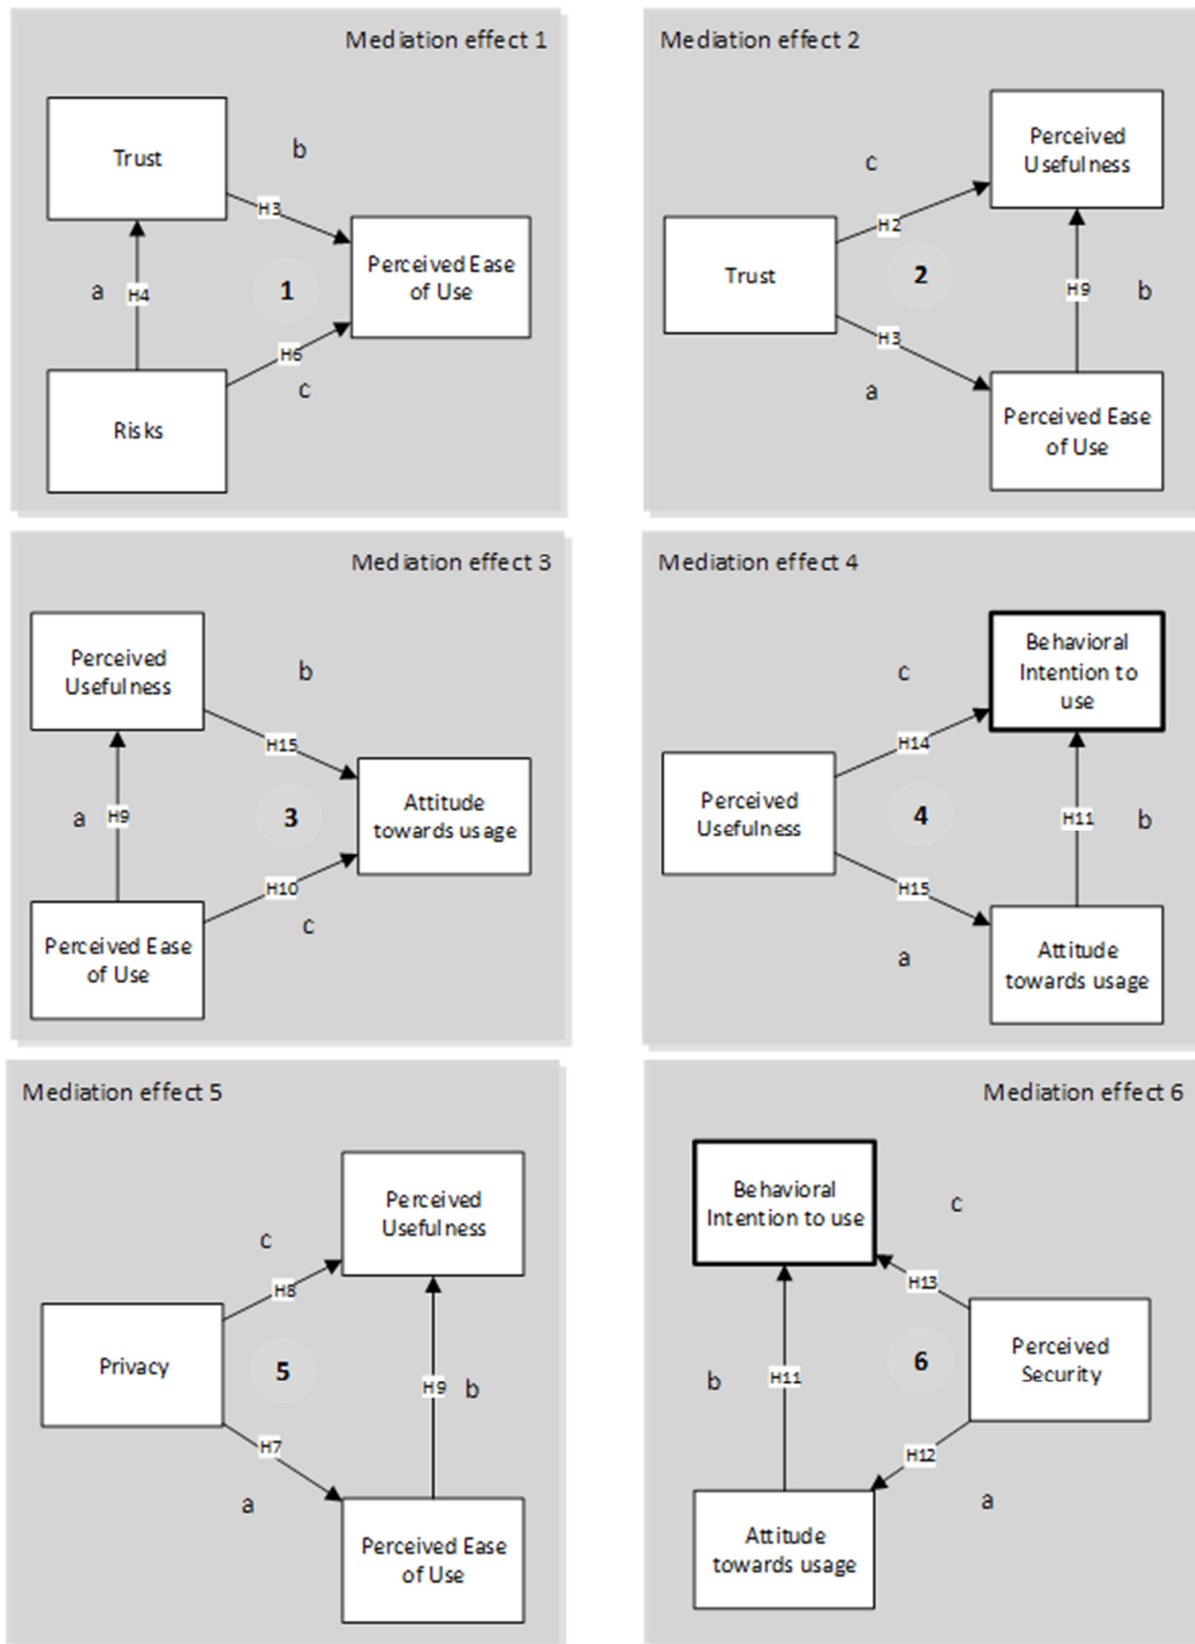 Mediation effect 1
Trust
b
H3
Perceived Ease
of Use
a
H4
1
H6
c
Risks
Mediation effect 2
Perceived
Usefulness
c
H2
Trust
2
H9
b
H3
a
Perceived Ease
of Use
Mediation effect 3
Perceived
Usefulness
b
H15
a
H9
3
Attitude
towards usage
H10
c
Perceived Ease
of Use
Mediation effect 4
Behavioral
Intention to
use
c
H14
Perceived
Usefulness
4
H11
b
H15
a
Attitude
towards usage
Mediation effect 5
Perceived
Usefulness
c
H8
Privacy
5
H9
b
H7
a
Perceived Ease
of Use
Mediation effect 6
Behavioral
Intention to use
c
H13
Perceived
Security
6
b
H11
H12
a
Attitude
towards usage